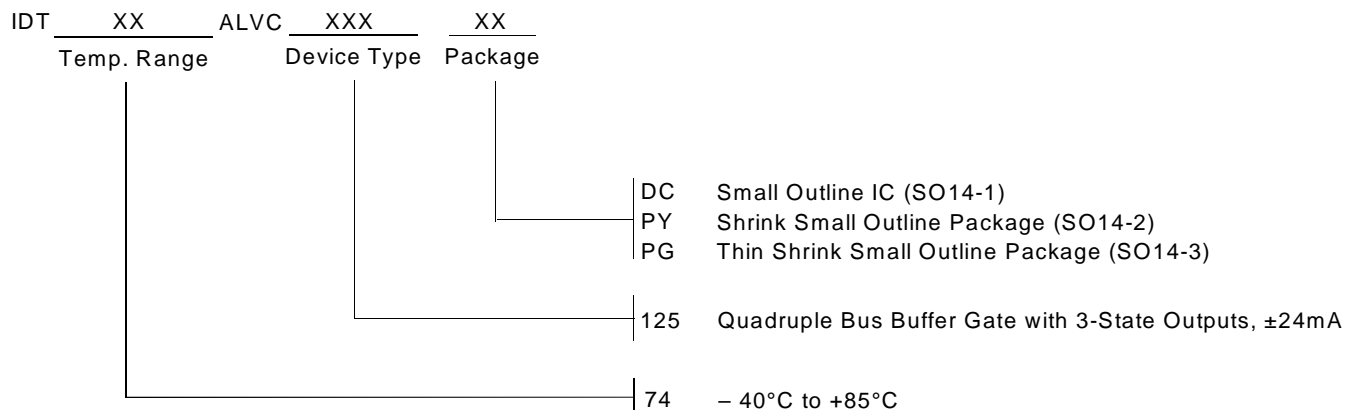 IDT XX ALVC XXX XX
Temp. Range Device Type Package
DC Small Outline IC (SO14-1)
PY Shrink Small Outline Package (SO14-2)
PG Thin Shrink Small Outline Package (SO14-3)
125 Quadruple Bus Buffer Gate with 3-State Outputs, ±24mA
74 – 40°C to +85°C